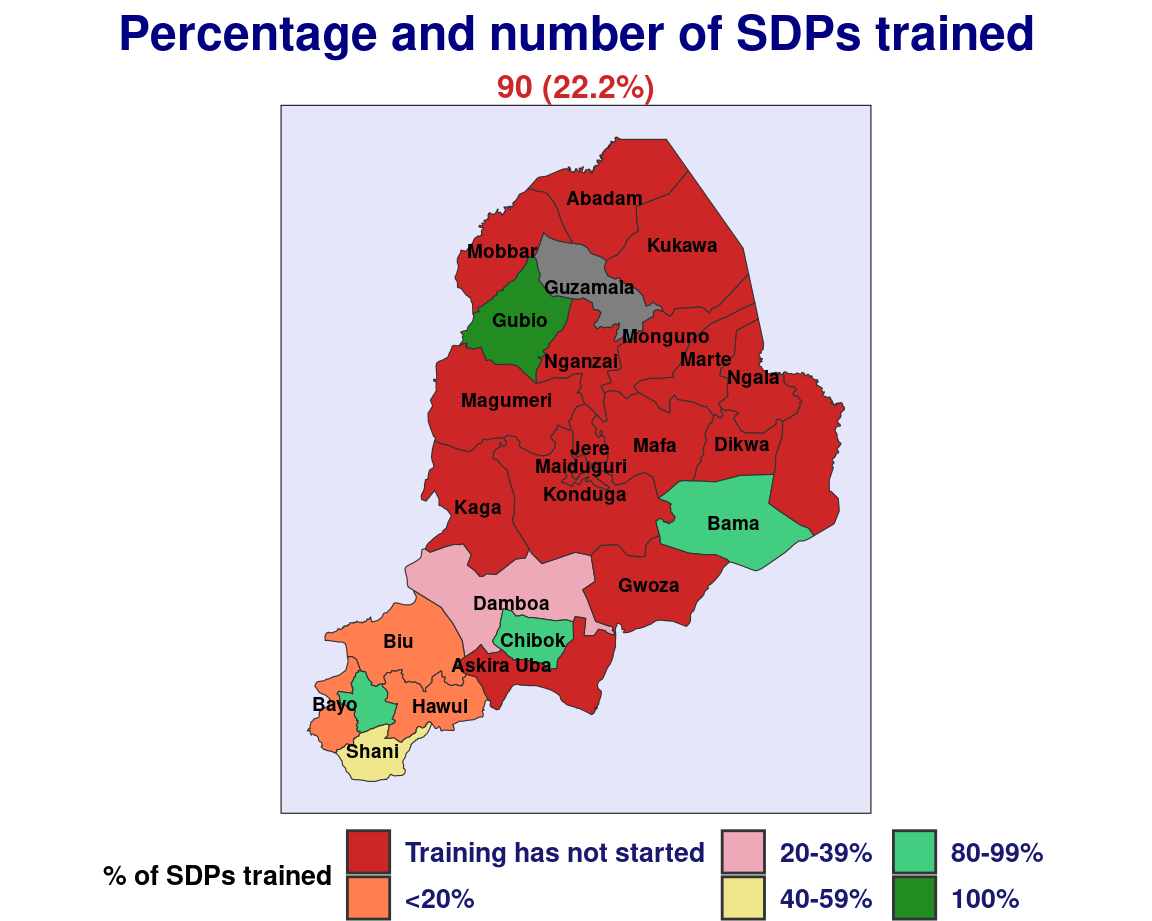 Percentage and number of SDPs trained
90 (22.2%)
Abadam
Kukawa
Mobbar
Guzamala
Gubio
Monguno
Nganzai
Marte
Ngala
Magumeri
Jere
Mafa
Dikwa
Maiduguri
Konduga
Kaga
Bama
Gwoza
Damboa
Chibok
Biu
Askira Uba
Bayo
Hawul
Shani
% of SDPs trained
Training has not started
<20%
20-39%
40-59%
80-99%
100%